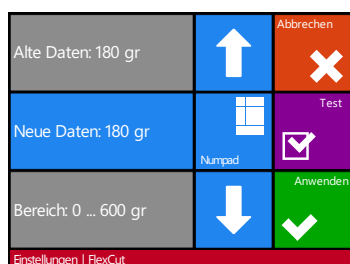 Alte Daten: 180 gr
Abbrechen
Neue Daten: 180 gr
Numpad
Test
Bereich: 0 ... 600 gr
Anwenden
Einstellungen | FlexCut